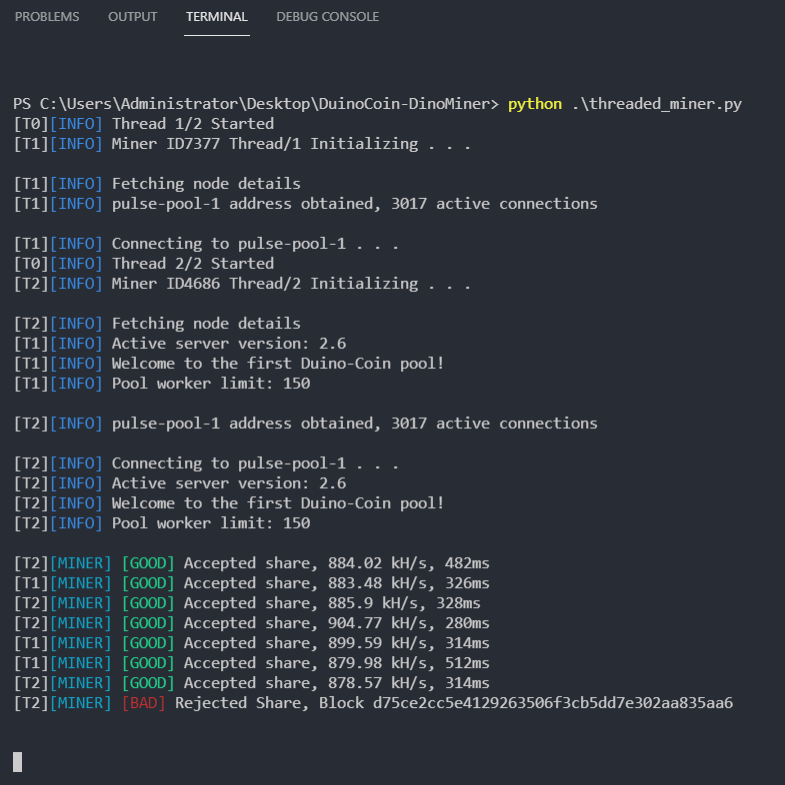 PROBLEMS OUTPUT TERMINAL DEBUG CONSOLE
PS C:\Users\Administrator\Desktop\DuinoCoin-DinoMiner> python .\threaded_miner.py
[T0][INFO] Thread 1/2 Started
[T1][INFO] Miner ID7377 Thread/1 Initializing . . .
[T1][INFO] Fetching node details
[T1][INFO] pulse-pool-1 address obtained, 3017 active connections
[T1][INFO] Connecting to pulse-pool-1 . . .
[T0][INFO] Thread 2/2 Started
[T2][INFO] Miner ID4686 Thread/2 Initializing . . .
[T2][INFO] Fetching node details
[T1][INFO] Active server version: 2.6
[T1][INFO] Welcome to the first Duino-Coin pool!
[T1][INFO] Pool worker limit: 150
[T2][INFO] pulse-pool-1 address obtained, 3017 active connections
[T2][INFO] Connecting to pulse-pool-1 . . .
[T2][INFO] Active server version: 2.6
[T2][INFO] Welcome to the first Duino-Coin pool!
[T2][INFO] Pool worker limit: 150
[T2][MINER] [GOOD] Accepted share, 884.02 kH/s, 482ms
[T1][MINER] [GOOD] Accepted share, 883.48 kH/s, 326ms
[T2][MINER] [GOOD] Accepted share, 885.9 kH/s, 328ms
[T2][MINER] [GOOD] Accepted share, 904.77 kH/s, 280ms
[T1][MINER] [GOOD] Accepted share, 899.59 kH/s, 314ms
[T1][MINER] [GOOD] Accepted share, 879.98 kH/s, 512ms
[T2][MINER] [GOOD] Accepted share, 878.57 kH/s, 314ms
[T2][MINER] [BAD] Rejected Share, Block d75ce2cc5e4129263506f3cb5dd7e302aa835aa6